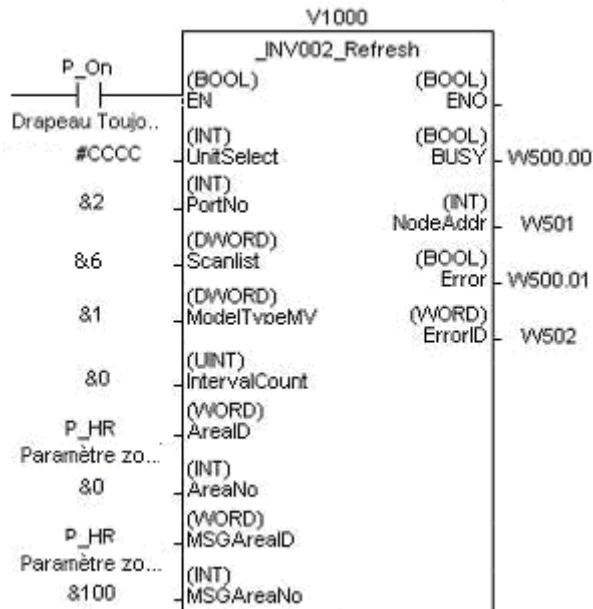 V1000
_INV002_Refresh
P_On
(BOOL) (BOOL)
EN ENO
Drapeau Toujo..
(INT) (BOOL)
#CCCC UnitSelect BUSY W500.00
(INT)
&2 PortNo (INT)
NodeAddr W501
(DWORD) (BOOL)
&6 Scanlist Error W500.01
(DWORD) (WORD)
&1 ModelTypeMV ErrorID W502
(UINT)
&0 IntervalCount
(WORD)
P_HR AreaID
Paramètre zo...
(INT)
&0 AreaNo
(WORD)
P_HR MSGAreaID
Paramètre zo...
(INT)
&100 MSGAreaNo